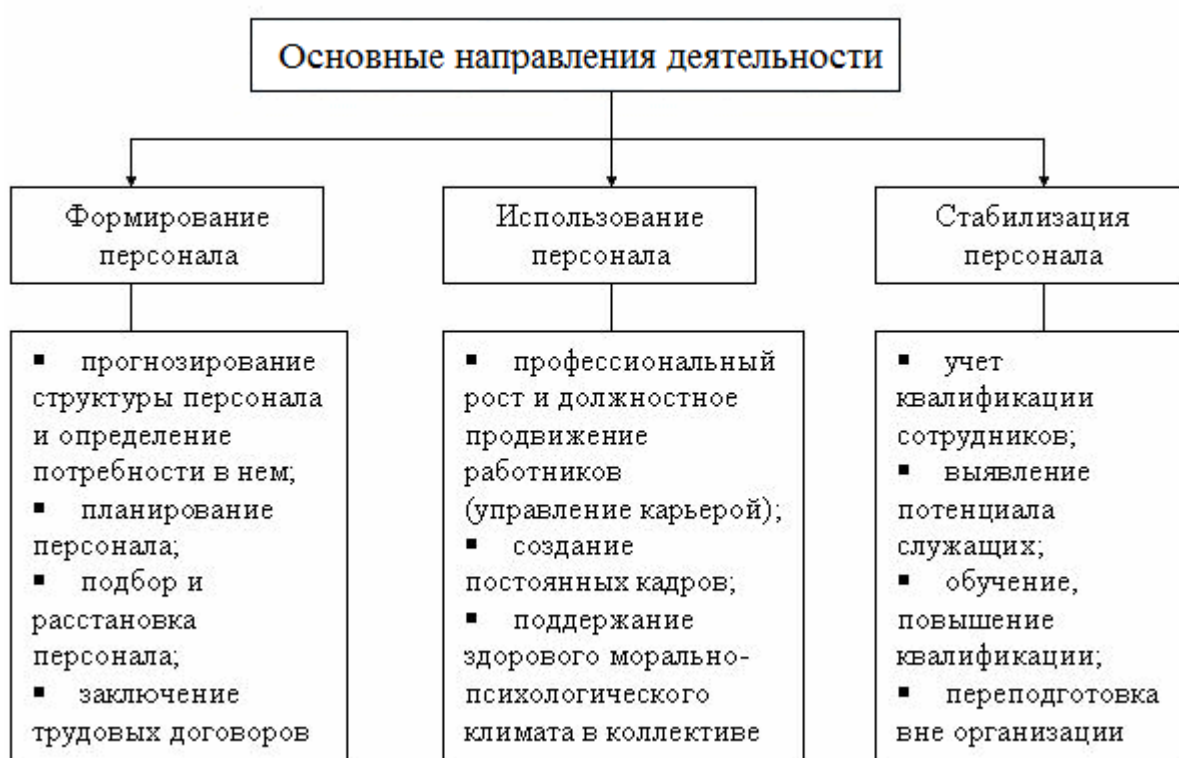 Основные направления деятельности
Формирование
персонала
Использование
персонала
Стабилизация
персонала
▪ прогнозирование
структуры персонала
и определение
потребности в нем;
▪ планирование
персонала;
▪ подбор и
расстановка
персонала;
▪ заключение
трудовых договоров
▪ профессиональный
рост и должностное
продвижение
работников
(управление карьерой);
▪ создание
постоянных кадров;
▪ поддержание
здорового морально-
психологического
климата в коллективе
▪ учет
квалификации
сотрудников;
▪ выявление
потенциала
служащих;
▪ обучение,
повышение
квалификации;
▪ переподготовка
вне организации